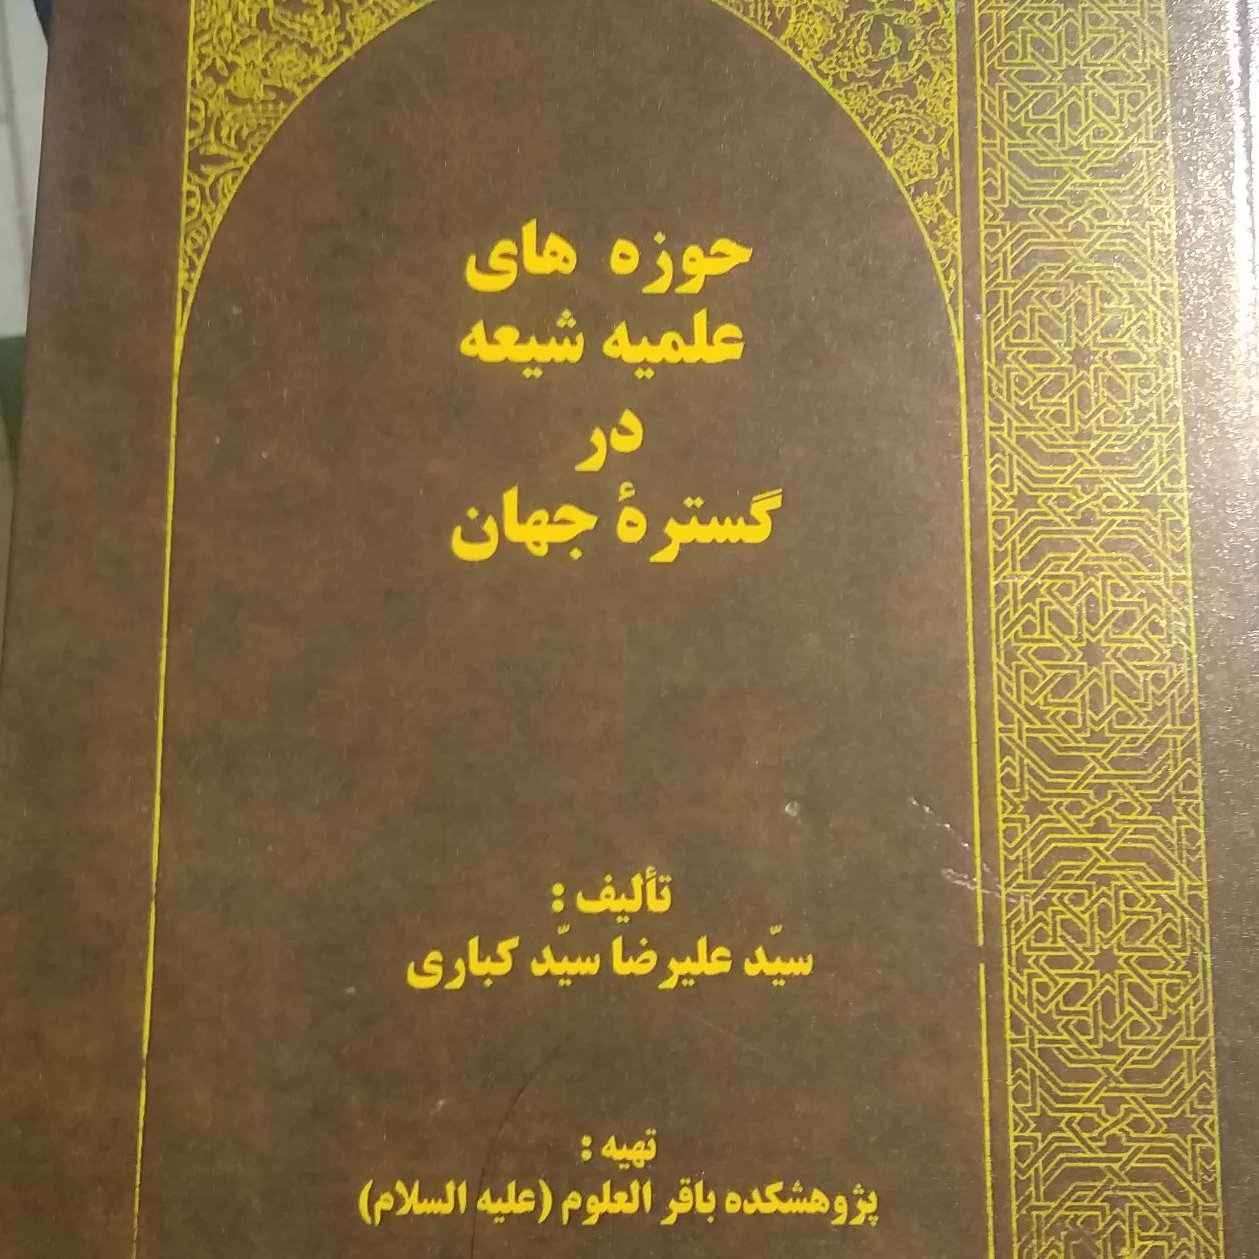 حوزه های
علمیه شیعه
در
گسترهٔ جهان
تألیف :
سیّد علیرضا سیّد کباری
تهیه :
پژوهشکده باقر العلوم (علیه السلام)